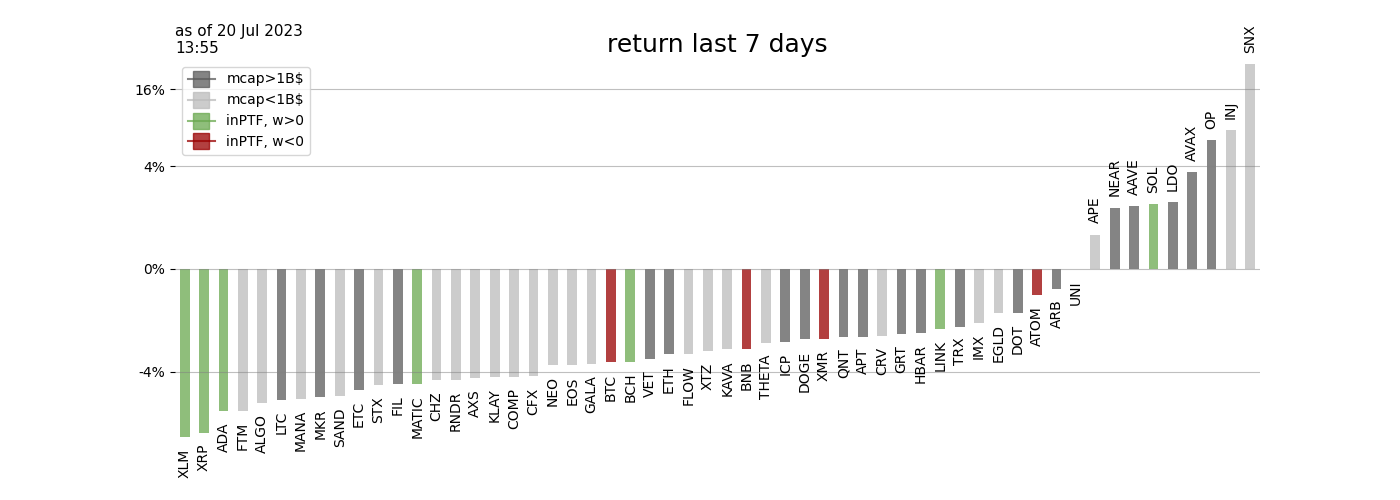 as of 20 Jul 2023
13:55
return last 7 days
mcap>1B$
mcap<1B$
inPTF, w>0
inPTF, w<0
16%
4%
0%
-4%
XLM
XRP
ADA
FTM
ALGO
LTC
MANA
MKR
SAND
ETC
STX
FIL
MATIC
CHZ
RNDR
AXS
KLAY
COMP
CFX
NEO
EOS
GALA
BTC
BCH
VET
ETH
FLOW
XTZ
KAVA
BNB
THETA
ICP
DOGE
XMR
QNT
APT
CRV
GRT
HBAR
LINK
TRX
IMX
EGLD
DOT
ATOM
ARB
UNI
APE
NEAR
AAVE
SOL
LDO
AVAX
OP
INJ
SNX